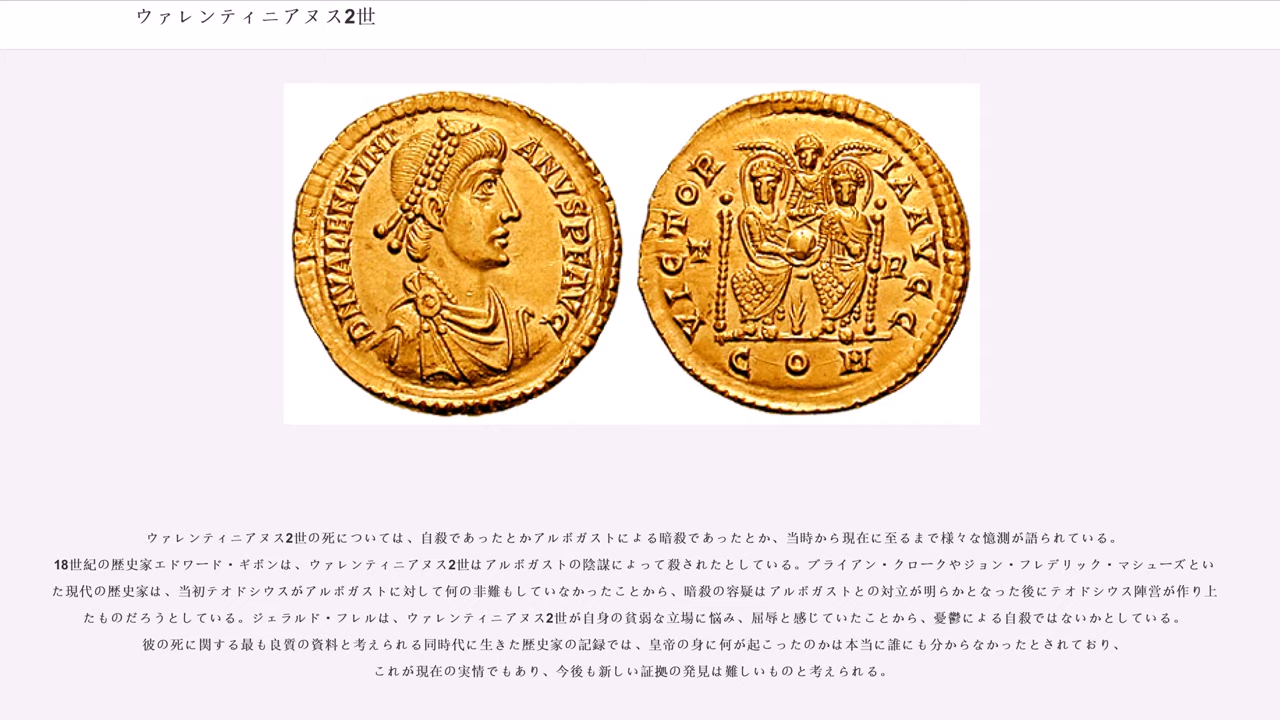 ウァレンティニアヌス2世
DNVALENTINI ANVSPFAVG
VICTOR IAAVGG
T R
COM
ウァレンティニアヌス2世の死については、自殺であったとかアルボガストによる暗殺であったとか、当時から現在に至るまで様々な憶測が語られている。
18世紀の歴史家エドワード・ギボンは、ウァレンティニアヌス2世はアルボガストの陰謀によって殺されたとしている。ブライアン・クロークやジョン・フレデリック・マシューズとい
た現代の歴史家は、当初テオドシウスがアルボガストに対して何の非難もしていなかったことから、暗殺の容疑はアルボガストとの対立が明らかとなった後にテオドシウス陣営が作り上
たものだろうとしている。ジェラルド・フレルは、ウァレンティニアヌス2世が自身の貧弱な立場に悩み、屈辱と感じていたことから、憂鬱による自殺ではないかとしている。
彼の死に関する最も良質の資料と考えられる同時代に生きた歴史家の記録では、皇帝の身に何が起こったのかは本当に誰にも分からなかったとされており、
これが現在の実情でもあり、今後も新しい証拠の発見は難しいものと考えられる。